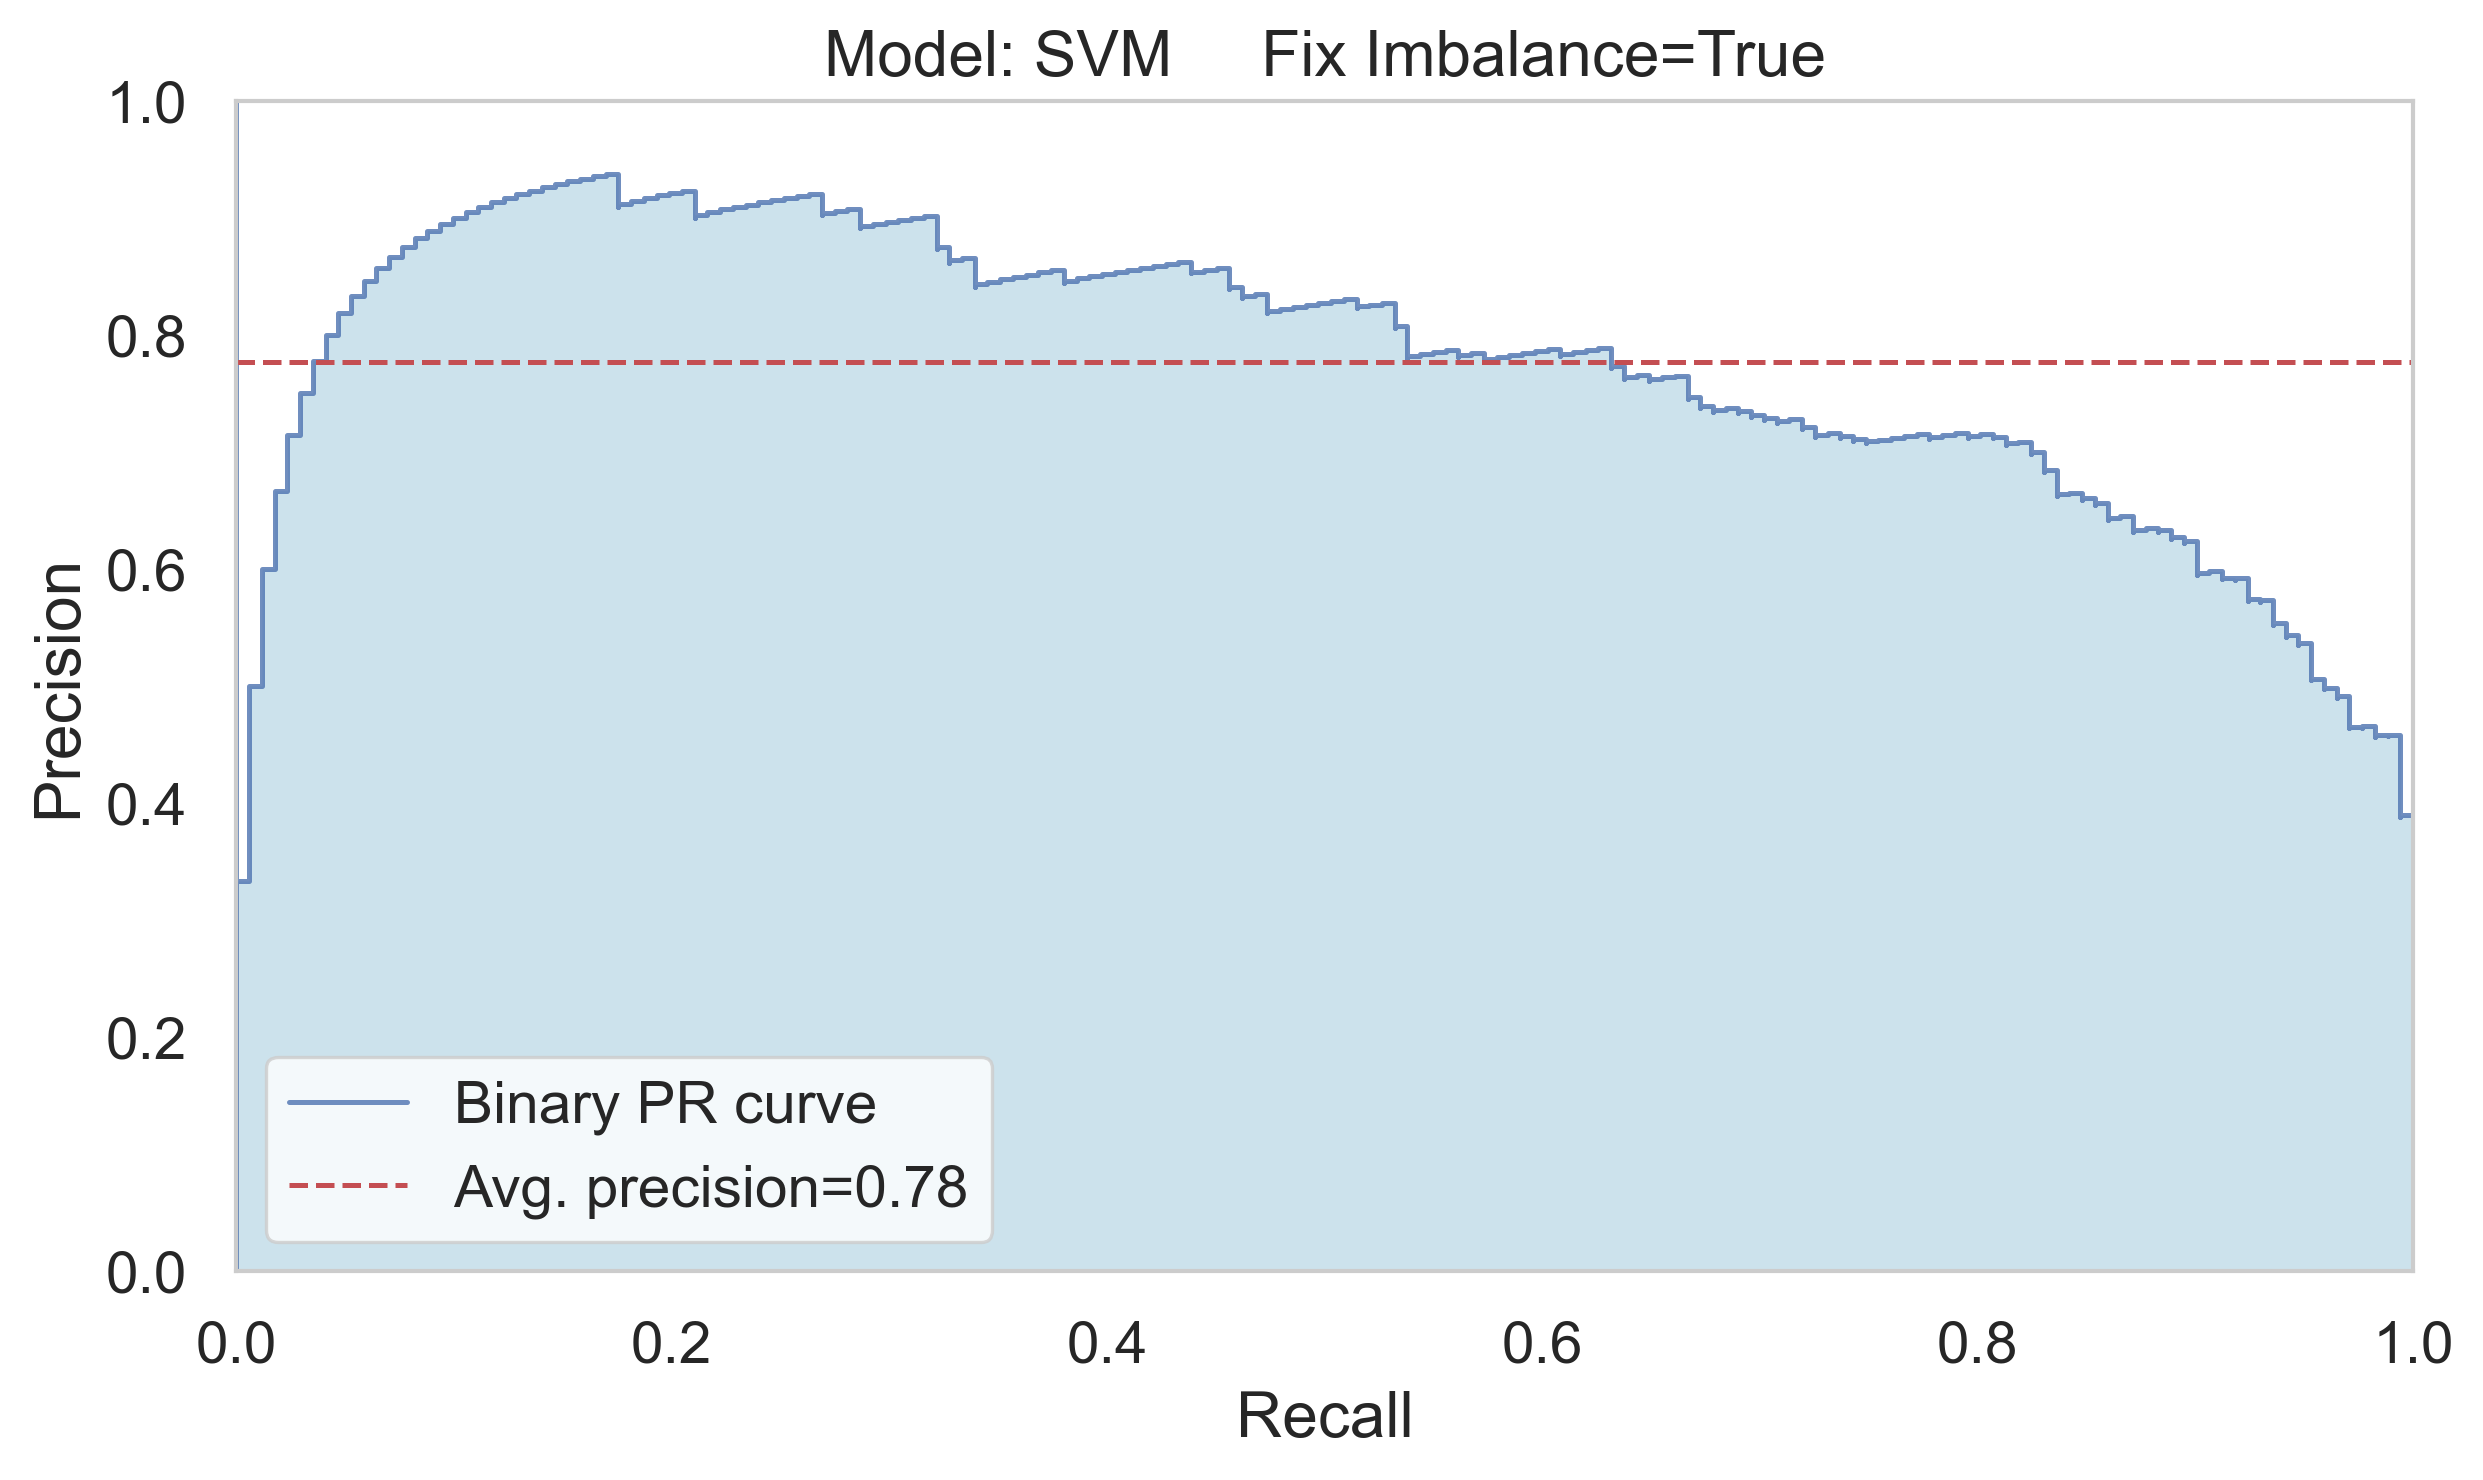 Model: SVM     Fix Imbalance=True
1.0
0.8
0.6
0.4
0.2
0.0
Precision
Binary PR curve
Avg. precision=0.78
0.0 0.2 0.4 0.6 0.8 1.0
Recall